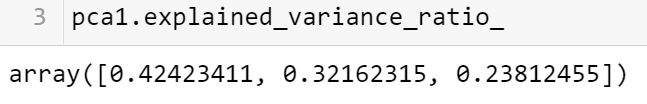 3 pca1.explained_variance_ratio_
array([0.42423411, 0.32162315, 0.23812455])